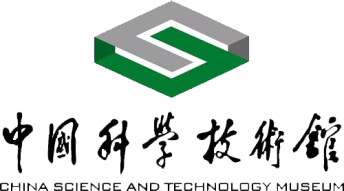 中國科學技術館
CHINA SCIENCE AND TECHNOLOGY MUSEUM